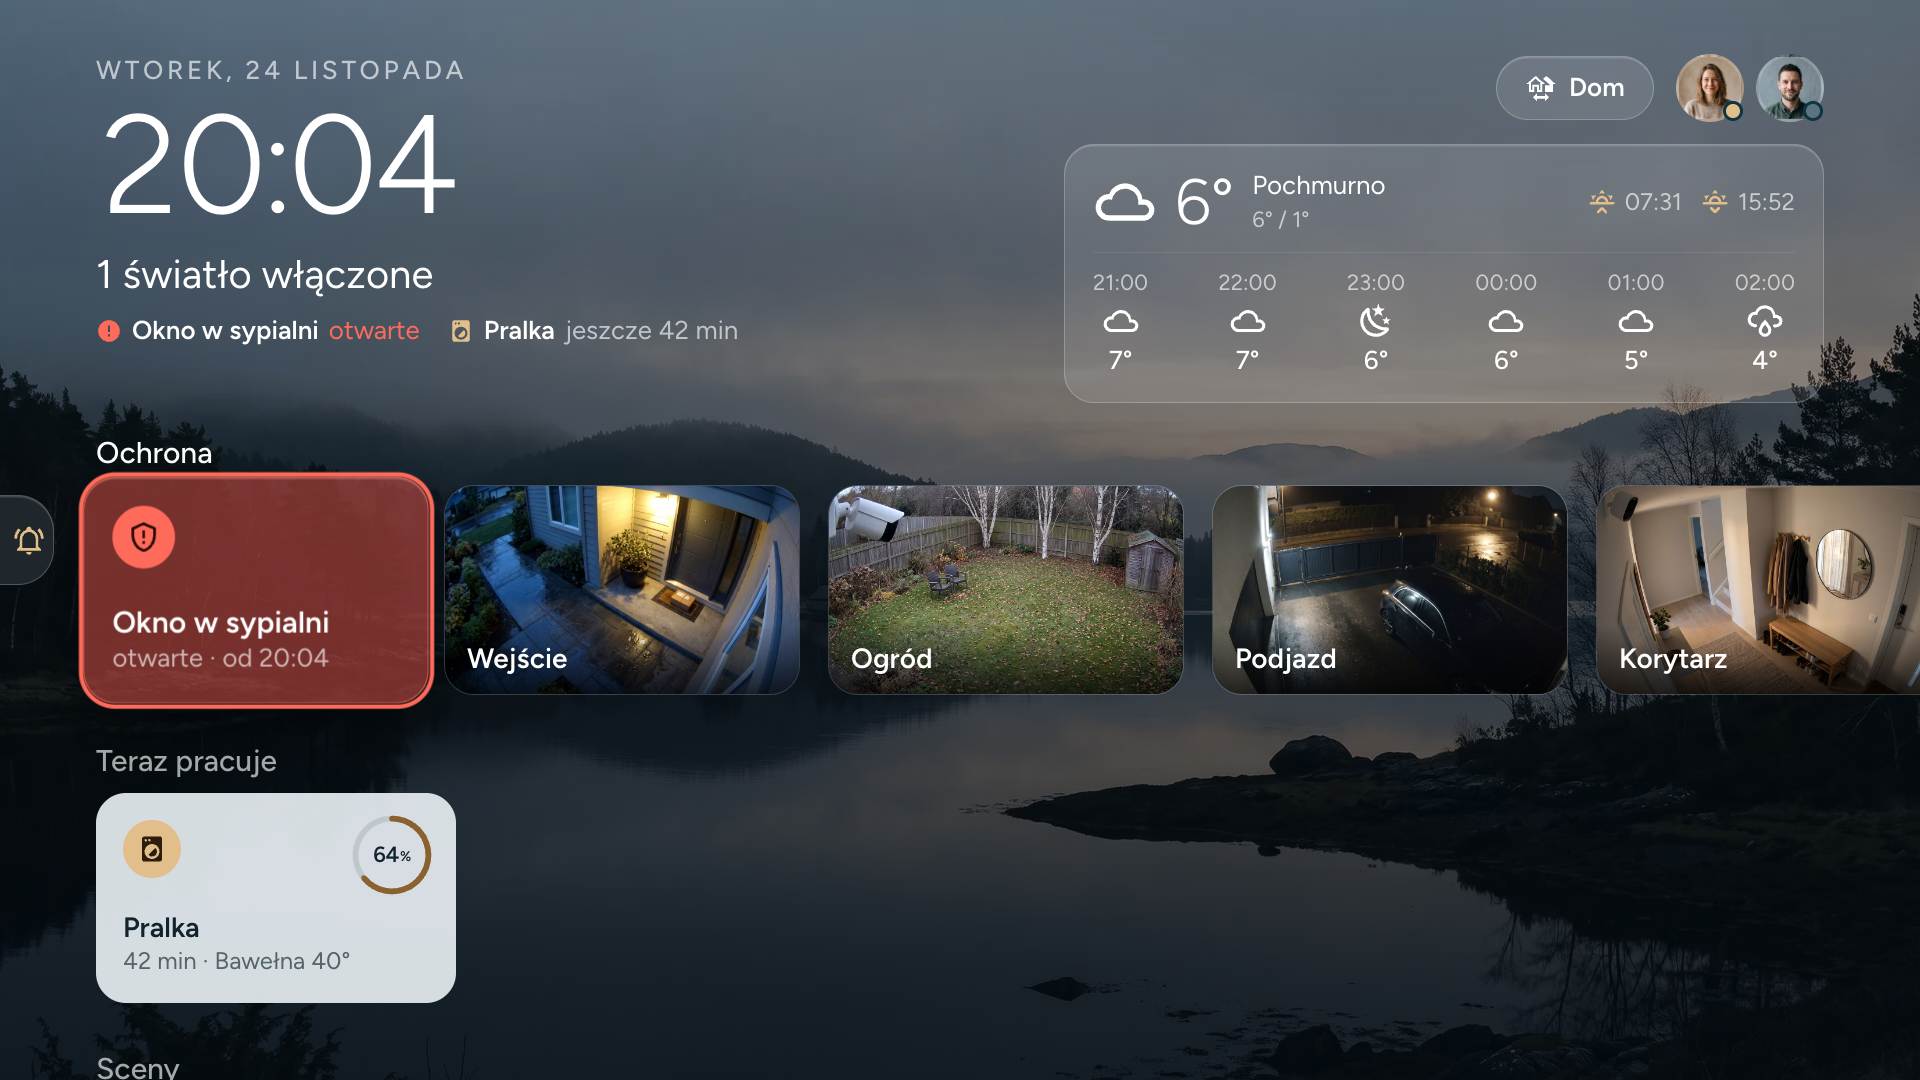 WTOREK, 24 LISTOPADA
20:04
1 światło włączone
Okno w sypialni otwarte
Pralka jeszcze 42 min
Dom
6° Pochmurno
6° / 1°
07:31 15:52
21:00 22:00 23:00 00:00 01:00 02:00
7° 7° 6° 6° 5° 4°
Ochrona
Okno w sypialni
otwarte · od 20:04
Wejście
Ogród
Podjazd
Korytarz
Teraz pracuje
64%
Pralka
42 min · Bawełna 40°
Sceny